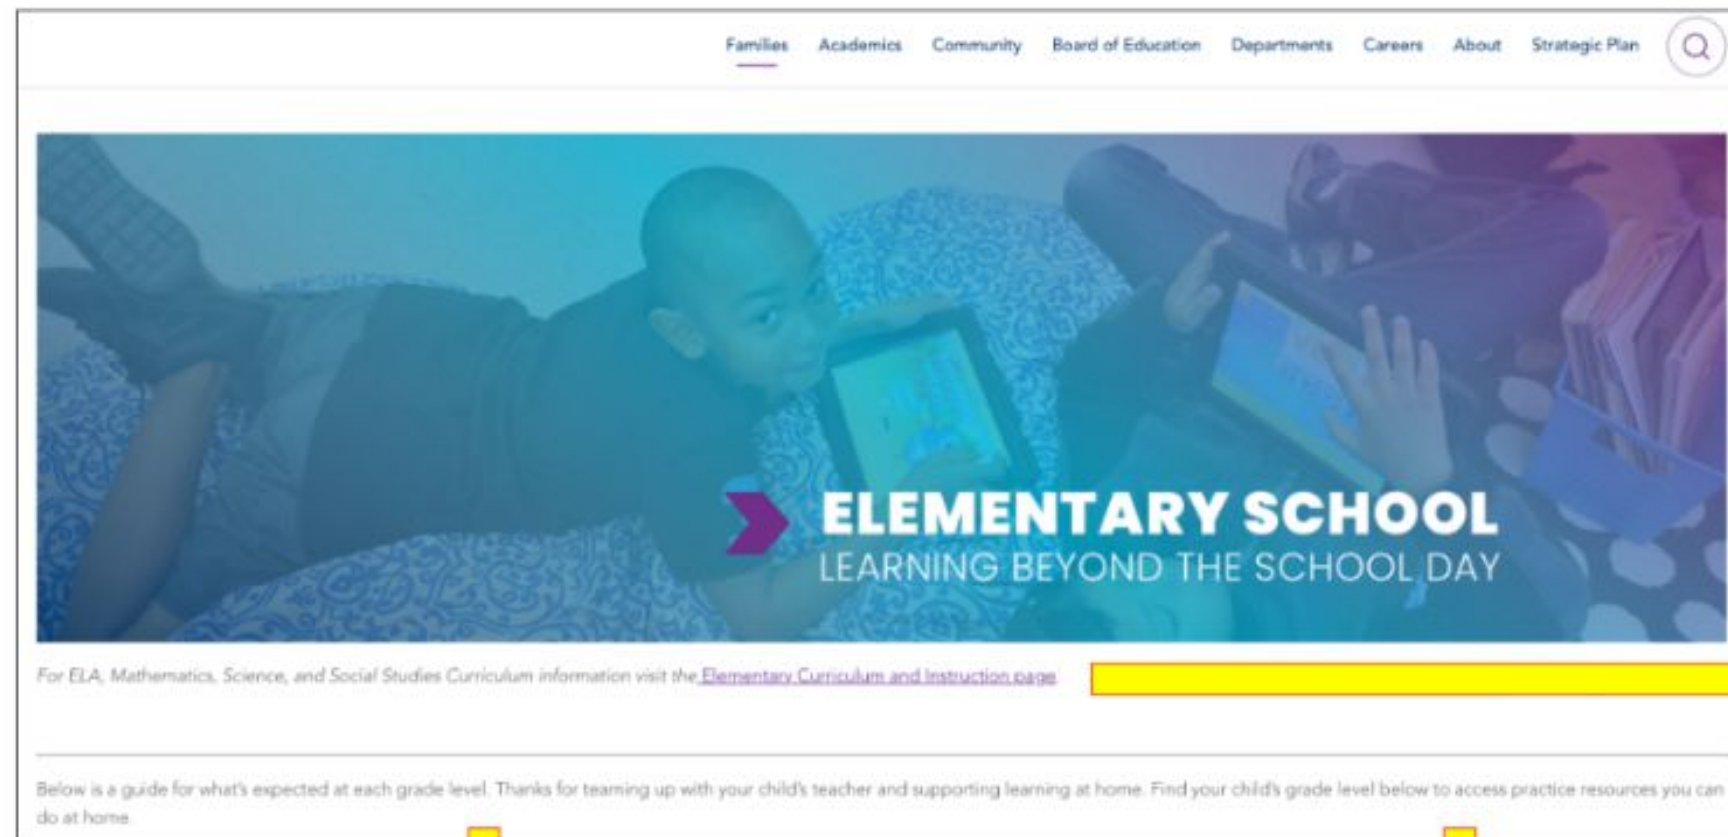 Families Academics Community Board of Education Departments Careers About Strategic Plan
ELEMENTARY SCHOOL
LEARNING BEYOND THE SCHOOL DAY
For ELA, Mathematics, Science, and Social Studies Curriculum information visit the Elementary Curriculum and Instruction page
Below is a guide for what's expected at each grade level. Thanks for teaming up with your child's teacher and supporting learning at home. Find your child's grade level below to access practice resources you can
do at home